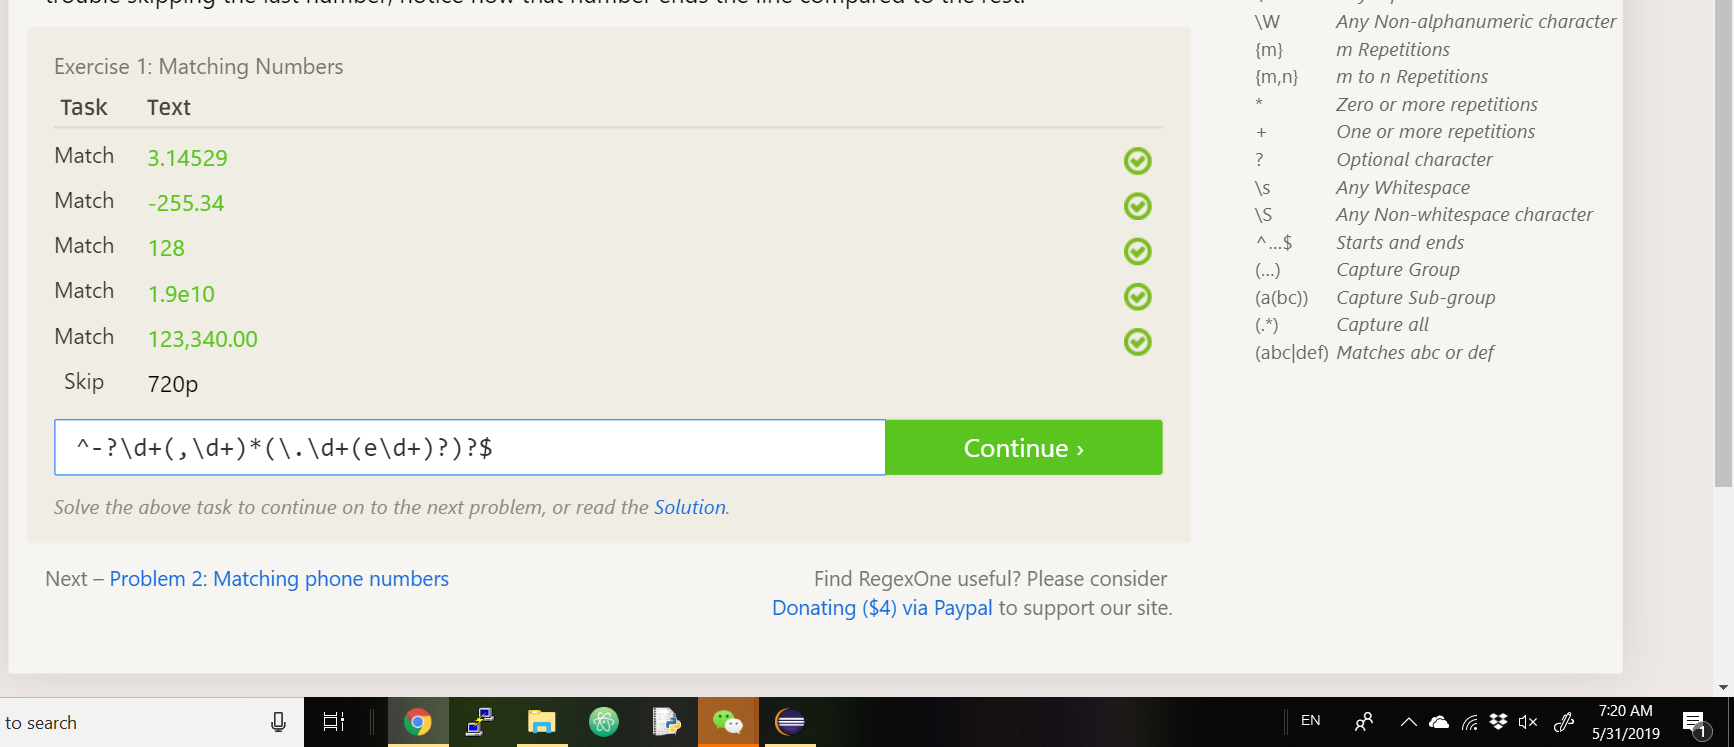 trouble skipping the last number, notice how that number ends the line compared to the rest.
Exercise 1: Matching Numbers
Task Text
Match 3.14529
Match -255.34
Match 128
Match 1.9e10
Match 123,340.00
Skip 720p
^-?\d+(,\d+)*(\.\d+(e\d+)?)?$
Continue ›
Solve the above task to continue on to the next problem, or read the Solution.
Next – Problem 2: Matching phone numbers
Find RegexOne useful? Please consider
Donating ($4) via Paypal to support our site.
\W Any Non-alphanumeric character
{m} m Repetitions
{m,n} m to n Repetitions
* Zero or more repetitions
+ One or more repetitions
? Optional character
\s Any Whitespace
\S Any Non-whitespace character
^...$ Starts and ends
(...) Capture Group
(a(bc)) Capture Sub-group
(.*) Capture all
(abc|def) Matches abc or def
to search
EN
7:20 AM
5/31/2019
1